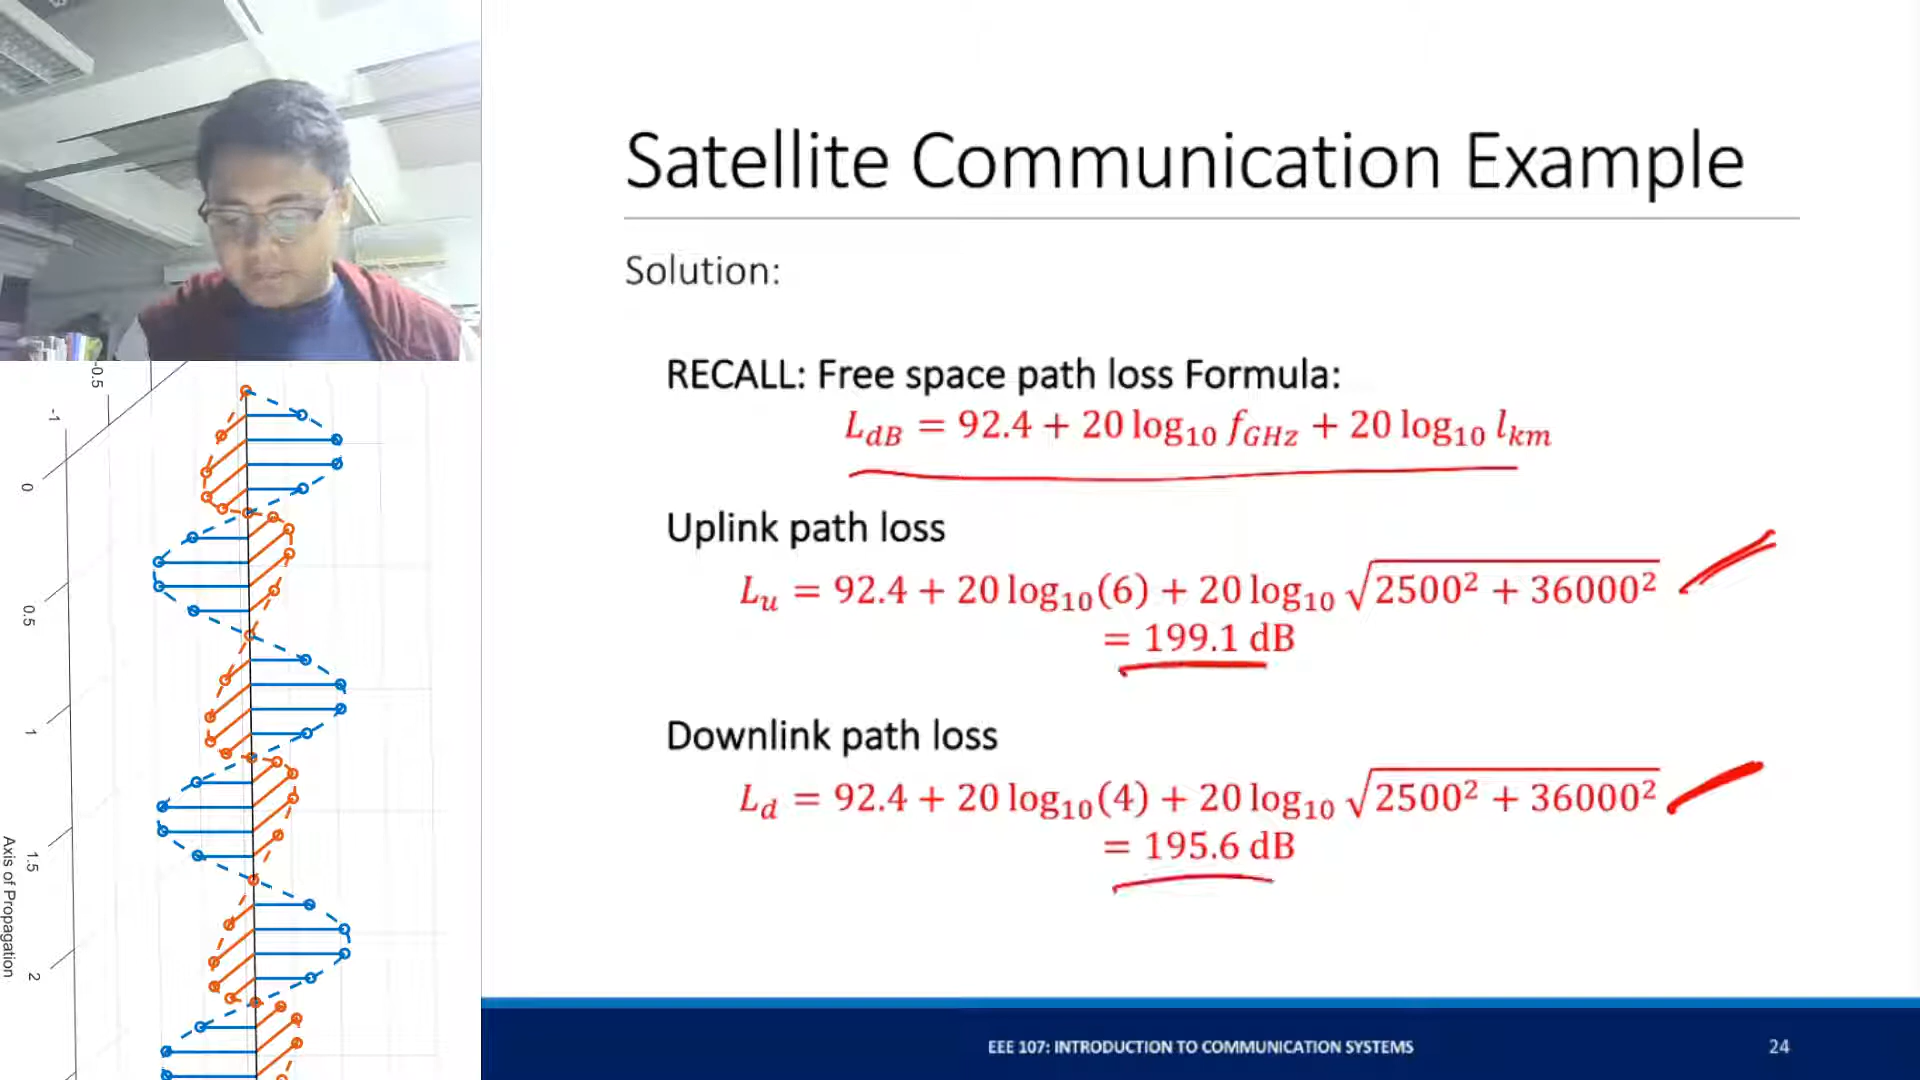 Satellite Communication Example
Solution:
RECALL: Free space path loss Formula:
L_dB = 92.4 + 20 log₁₀ f_GHz + 20 log₁₀ l_km
Uplink path loss
L_u = 92.4 + 20 log₁₀(6) + 20 log₁₀ √(2500² + 36000²)
= 199.1 dB
Downlink path loss
L_d = 92.4 + 20 log₁₀(4) + 20 log₁₀ √(2500² + 36000²)
= 195.6 dB
EEE 107: INTRODUCTION TO COMMUNICATION SYSTEMS
24
-0.5
-1
0
0.5
1
1.5
2
Axis of Propagation